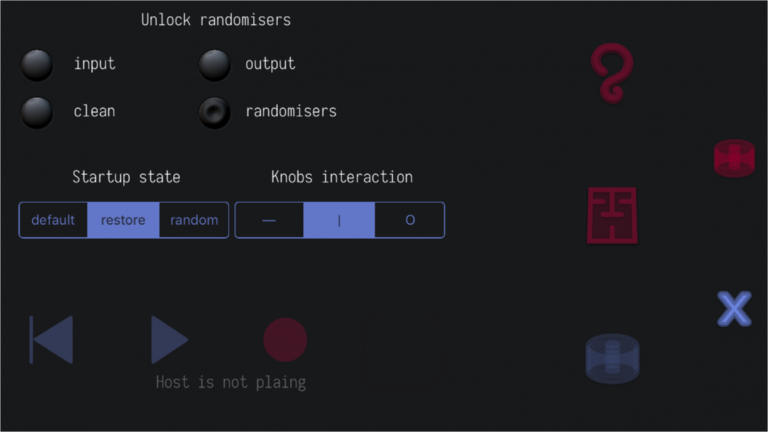 Unlock randomisers
input output
clean randomisers
Startup state Knobs interaction
default restore random — | O
X
Host is not plaing